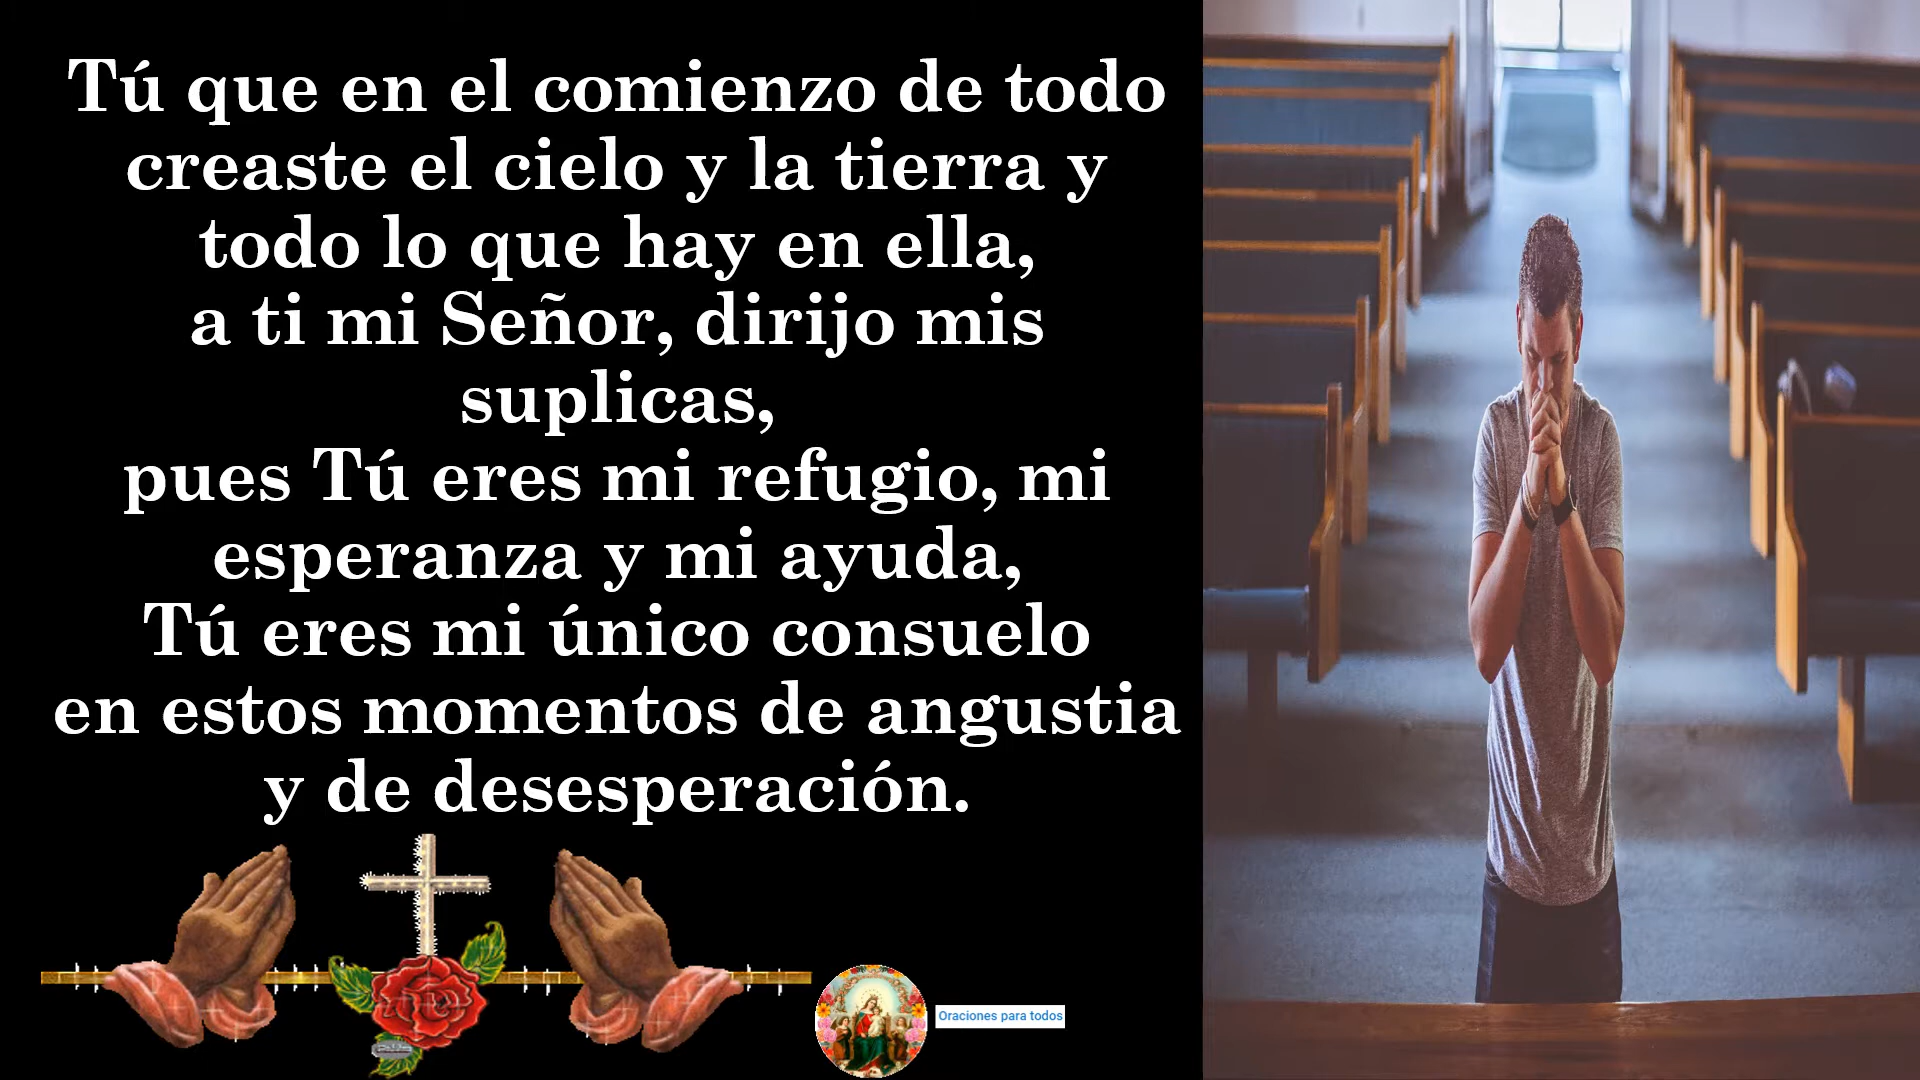 Tú que en el comienzo de todo
creaste el cielo y la tierra y
todo lo que hay en ella,
a ti mi Señor, dirijo mis
suplicas,
pues Tú eres mi refugio, mi
esperanza y mi ayuda,
Tú eres mi único consuelo
en estos momentos de angustia
y de desesperación.
Oraciones para todos